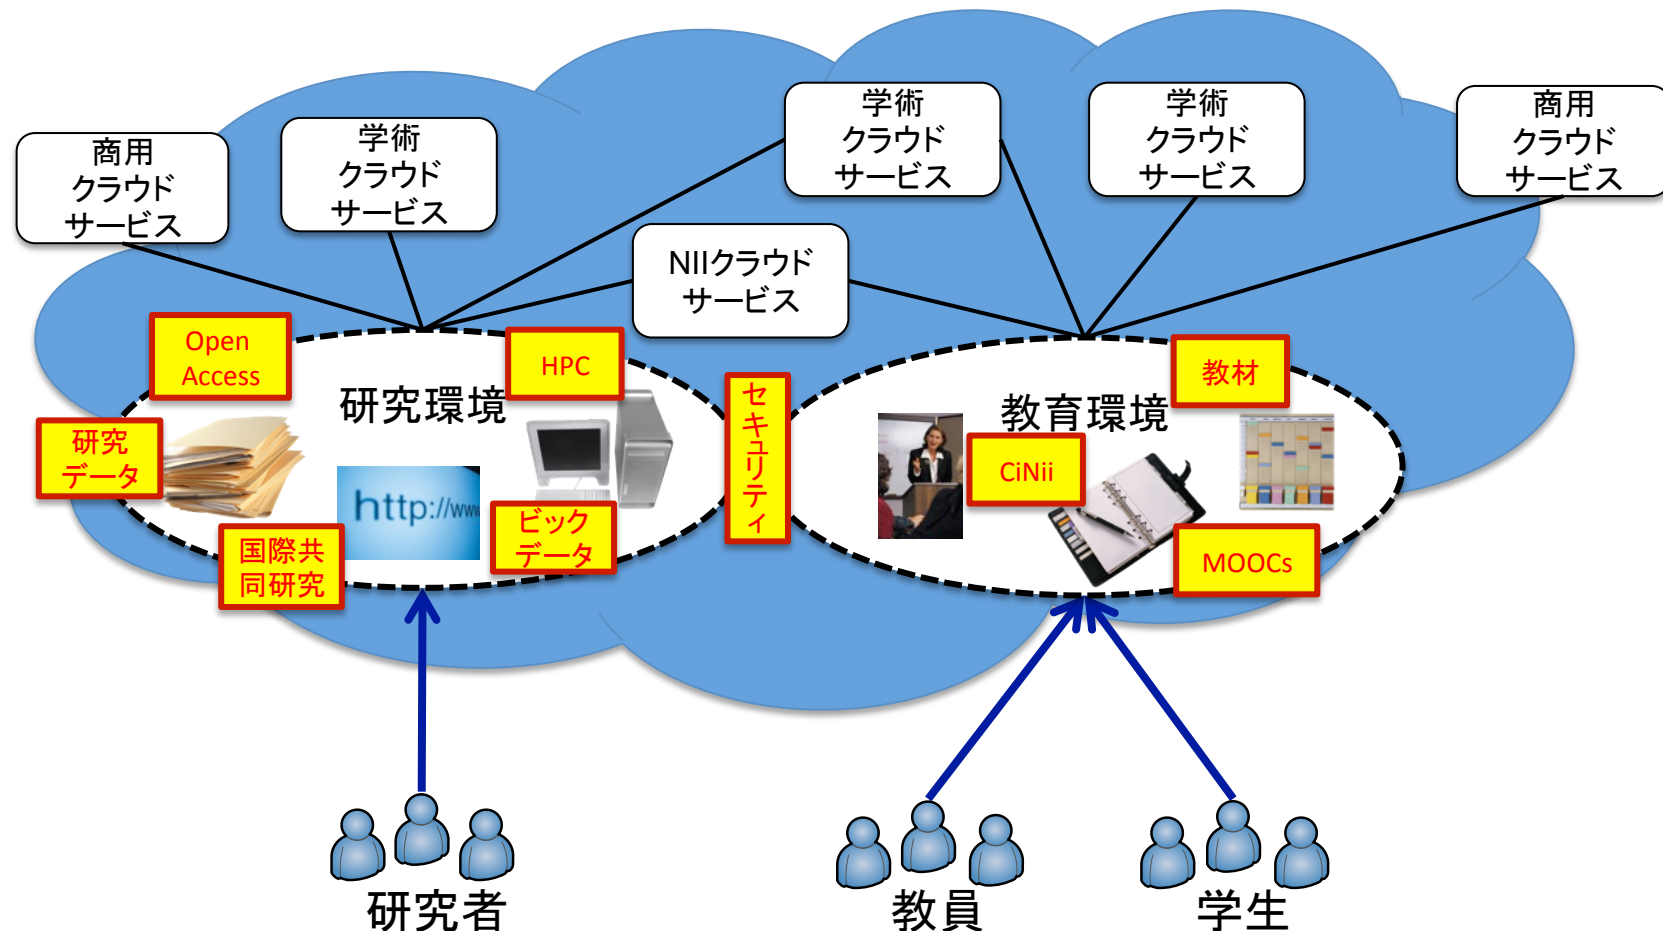 商用
クラウド
サービス
学術
クラウド
サービス
学術
クラウド
サービス
学術
クラウド
サービス
商用
クラウド
サービス
NIIクラウド
サービス
Open
Access
HPC
研究環境
研究
データ
http://www
国際共
同研究
ビック
データ
セキュリティ
教材
教育環境
CiNii
MOOCs
研究者
教員
学生